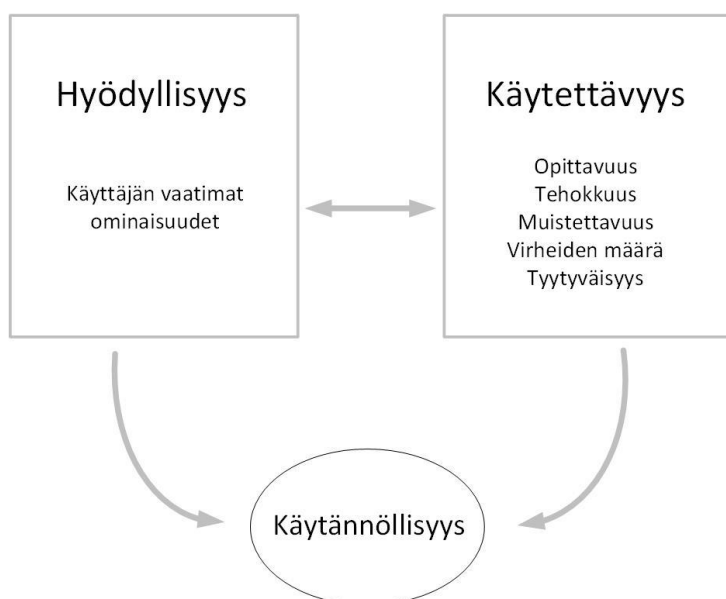 Hyödyllisyys
Käyttäjän vaatimat
ominaisuudet
Käytettävyys
Opittavuus
Tehokkuus
Muistettavuus
Virheiden määrä
Tyytyväisyys
Käytännöllisyys